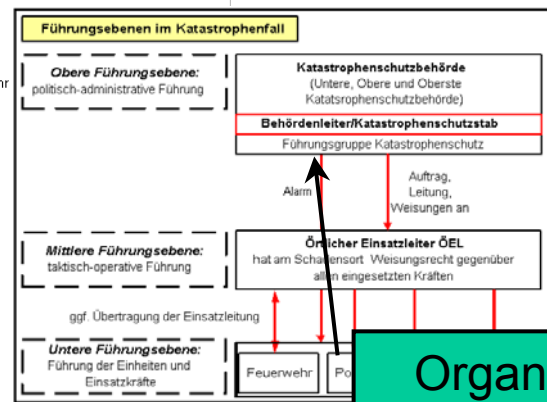 Führungsebenen im Katastrophenfall
Obere Führungsebene:
politisch-administrative Führung
Katastrophenschutzbehörde
(Untere, Obere und Oberste
Katatsrophenschutzbehörde)
Behördenleiter/Katastrophenschutzstab
Führungsgruppe Katastrophenschutz
Alarm
Auftrag,
Leitung,
Weisungen an
Mittlere Führungsebene:
taktisch-operative Führung
Örtlicher Einsatzleiter ÖEL
hat am Schadensort Weisungsrecht gegenüber
allen eingesetzten Kräften
ggf. Übertragung der Einsatzleitung
Untere Führungsebene:
Führung der Einheiten und
Einsatzkräfte
Feuerwehr
Po
Organ